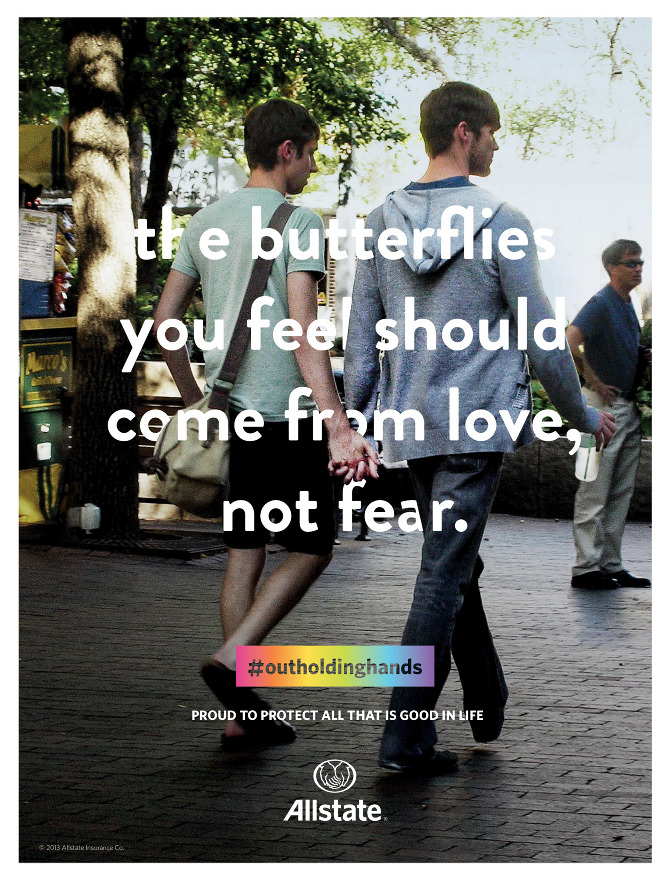 the butterflies
you feel should
come from love,
not fear.
#outholdinghands
PROUD TO PROTECT ALL THAT IS GOOD IN LIFE
Allstate®
© 2013 Allstate Insurance Co.
Marco's